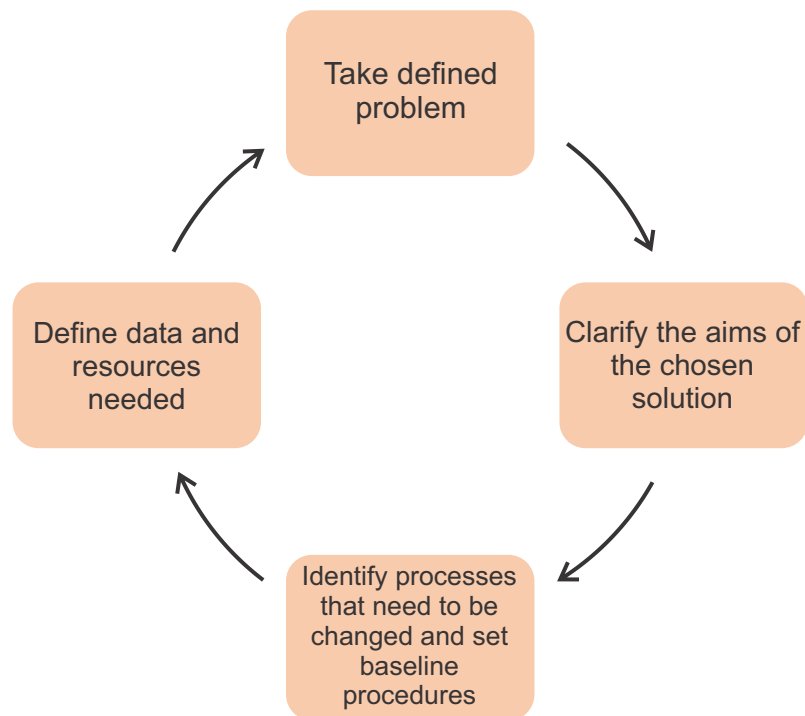 Take defined
problem
Clarify the aims of
the chosen
solution
Identify processes
that need to be
changed and set
baseline
procedures
Define data and
resources
needed